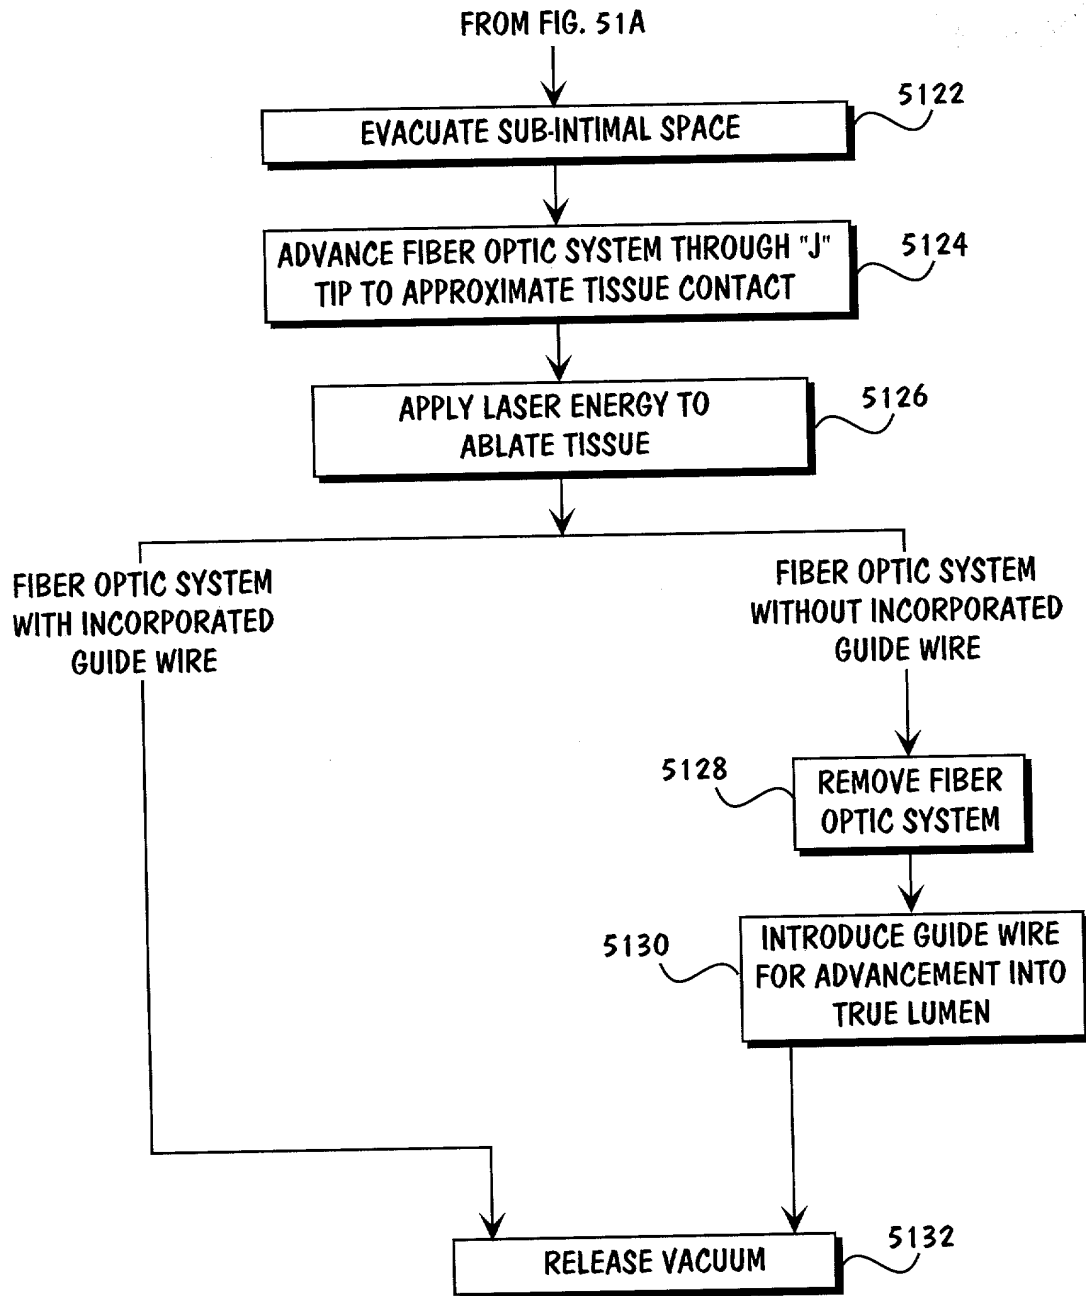 FROM FIG. 51A
5122
EVACUATE SUB-INTIMAL SPACE
ADVANCE FIBER OPTIC SYSTEM THROUGH "J"
TIP TO APPROXIMATE TISSUE CONTACT
5124
APPLY LASER ENERGY TO
ABLATE TISSUE
5126
FIBER OPTIC SYSTEM
WITH INCORPORATED
GUIDE WIRE
FIBER OPTIC SYSTEM
WITHOUT INCORPORATED
GUIDE WIRE
5128
REMOVE FIBER
OPTIC SYSTEM
5130
INTRODUCE GUIDE WIRE
FOR ADVANCEMENT INTO
TRUE LUMEN
RELEASE VACUUM
5132